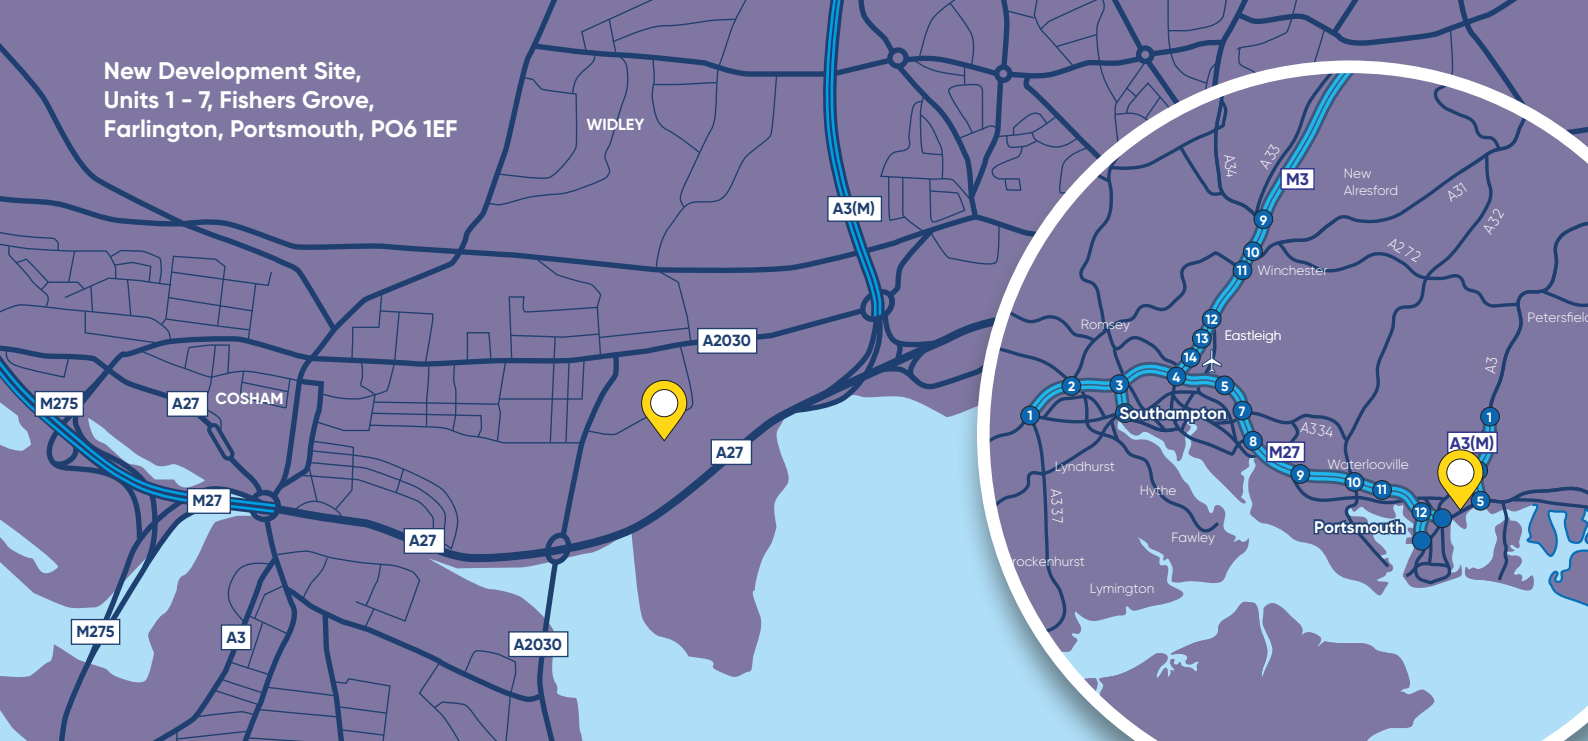 New Development Site,
Units 1 - 7, Fishers Grove,
Farlington, Portsmouth, PO6 1EF
WIDLEY
A3(M)
A2030
M275
A27
COSHAM
A27
M27
A27
M275
A3
A2030
A34
A33
M3
New
Alresford
A31
A32
9
10
A272
11
Winchester
12
Petersfield
Romsey
13
Eastleigh
14
A3
4
2
3
5
1
Southampton
7
1
A334
8
M27
A3(M)
Lyndhurst
9
Waterlooville
10
11
Hythe
A337
12
5
Portsmouth
Fawley
rockenhurst
Lymington